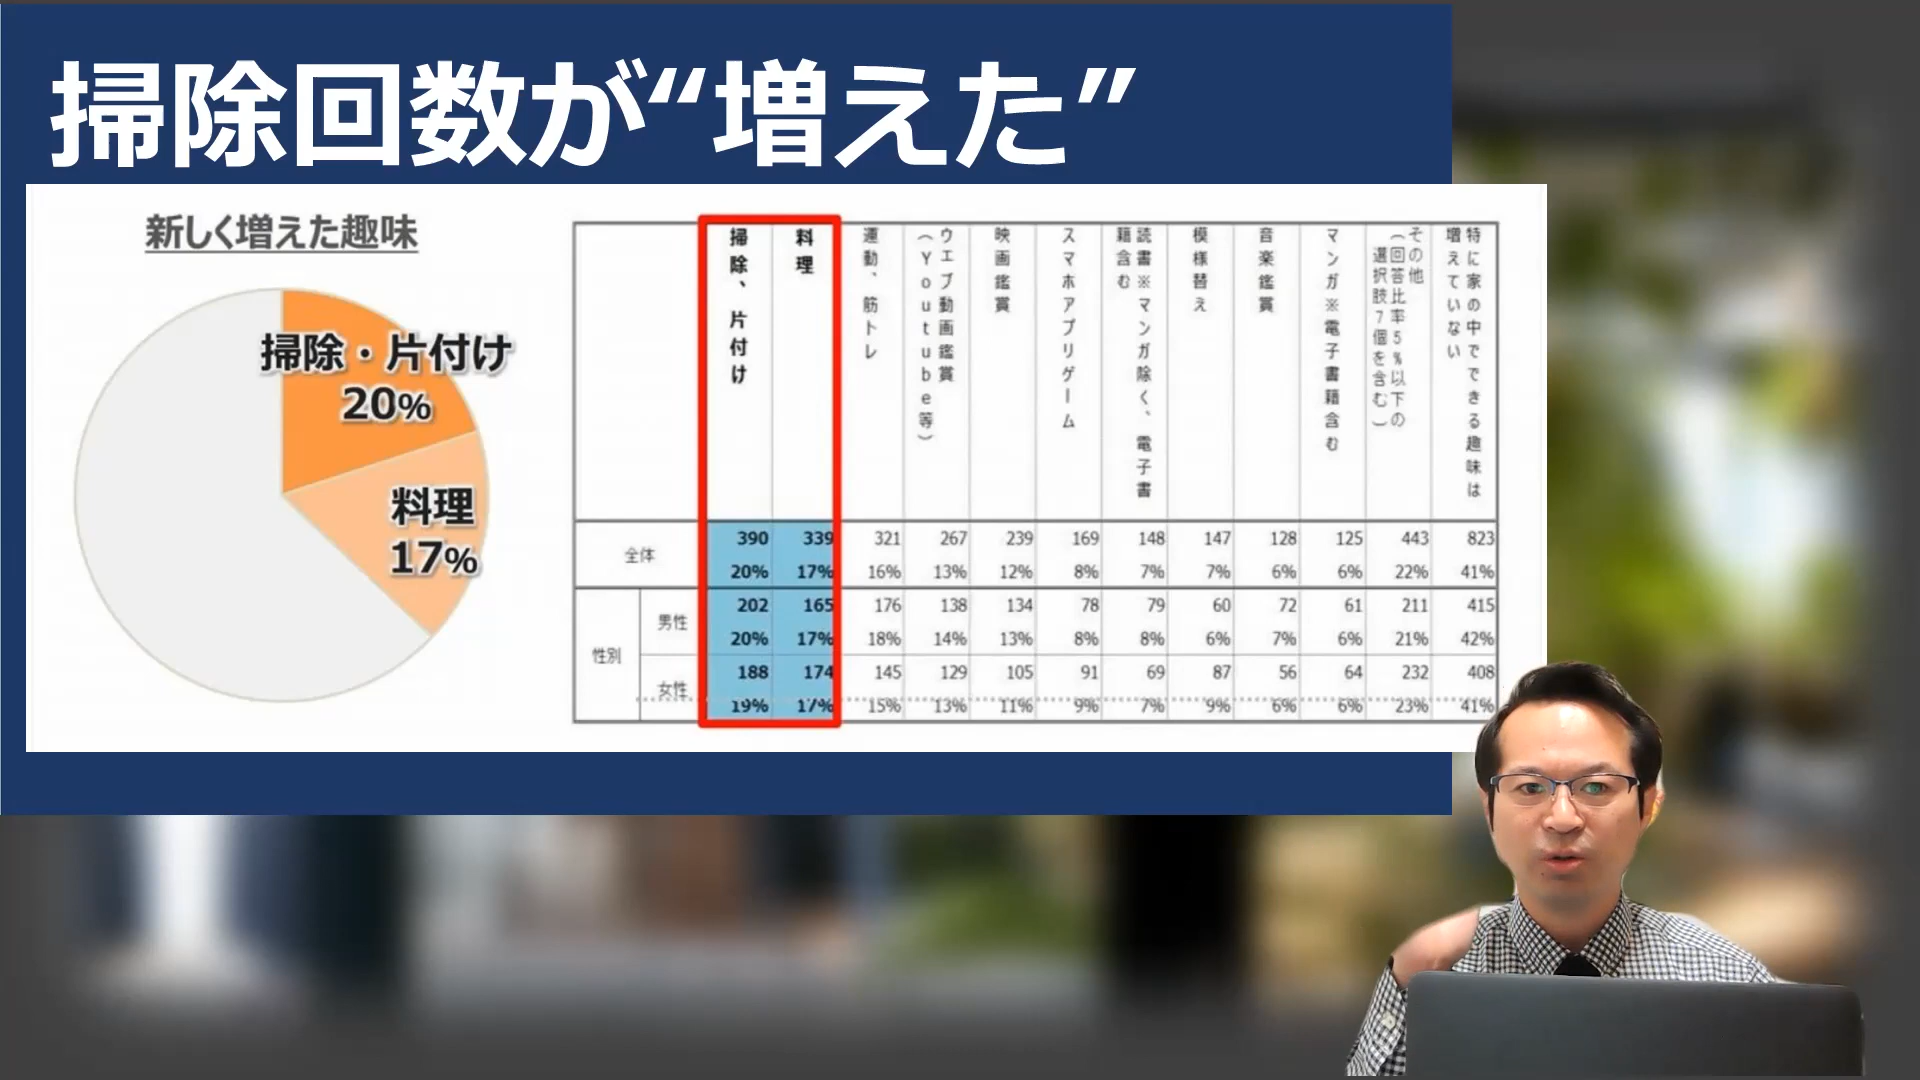 掃除回数が“増えた”
新しく増えた趣味
掃除・片付け
20%
料理
17%
掃除、片付け
料理
運動、筋トレ
ウエブ動画鑑賞
（Youtube等）
映画鑑賞
スマホアプリゲーム
読書※マンガ除く、電子書
籍含む
模様替え
音楽鑑賞
マンガ※電子書籍含む
その他
（回答比率5%以下の
選択肢7個を含む）
特に家の中でできる趣味は
増えていない
全体
390 339 321 267 239 169 148 147 128 125 443 823
20% 17% 16% 13% 12% 8% 7% 7% 6% 6% 22% 41%
性別
男性
202 165 176 138 134 78 79 60 72 61 211 415
20% 17% 18% 14% 13% 8% 8% 6% 7% 6% 21% 42%
女性
188 174 145 129 105 91 69 87 56 64 232 408
19% 17% 15% 13% 11% 9% 7% 9% 6% 6% 23% 41%